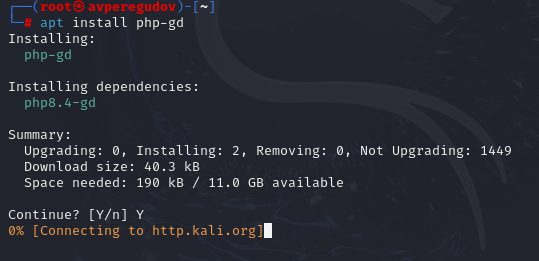 ┌──(root㉿avperegudov)-[~]
└─# apt install php-gd
Installing:
  php-gd

Installing dependencies:
  php8.4-gd

Summary:
  Upgrading: 0, Installing: 2, Removing: 0, Not Upgrading: 1449
  Download size: 40.3 kB
  Space needed: 190 kB / 11.0 GB available

Continue? [Y/n] Y
0% [Connecting to http.kali.org]